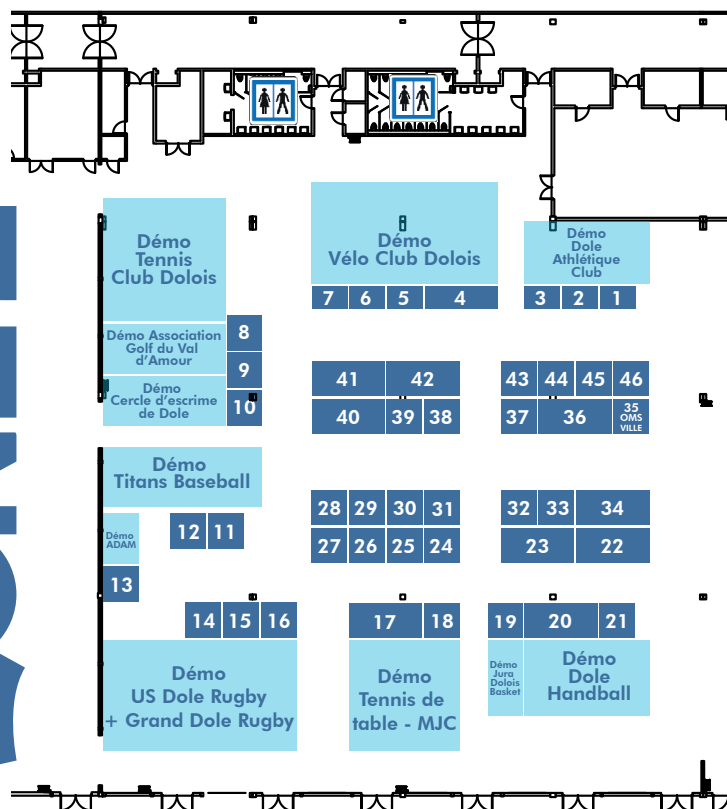 Démo
Tennis
Club Dolois
Démo
Vélo Club Dolois
Démo
Dole
Athlétique
Club
7 6 5 4
3 2 1
8
Démo Association
Golf du Val
d'Amour
9
Démo
Cercle d'escrime
de Dole
10
41 42
43 44 45 46
40 39 38
37 36 35
OMS
VILLE
Démo
Titans Baseball
28 29 30 31
32 33 34
Démo
ADAM
12 11
27 26 25 24
23 22
13
14 15 16
17 18
19 20 21
Démo
US Dole Rugby
+ Grand Dole Rugby
Démo
Tennis de
table - MJC
Démo
Jura
Dolois
Basket
Démo
Dole
Handball